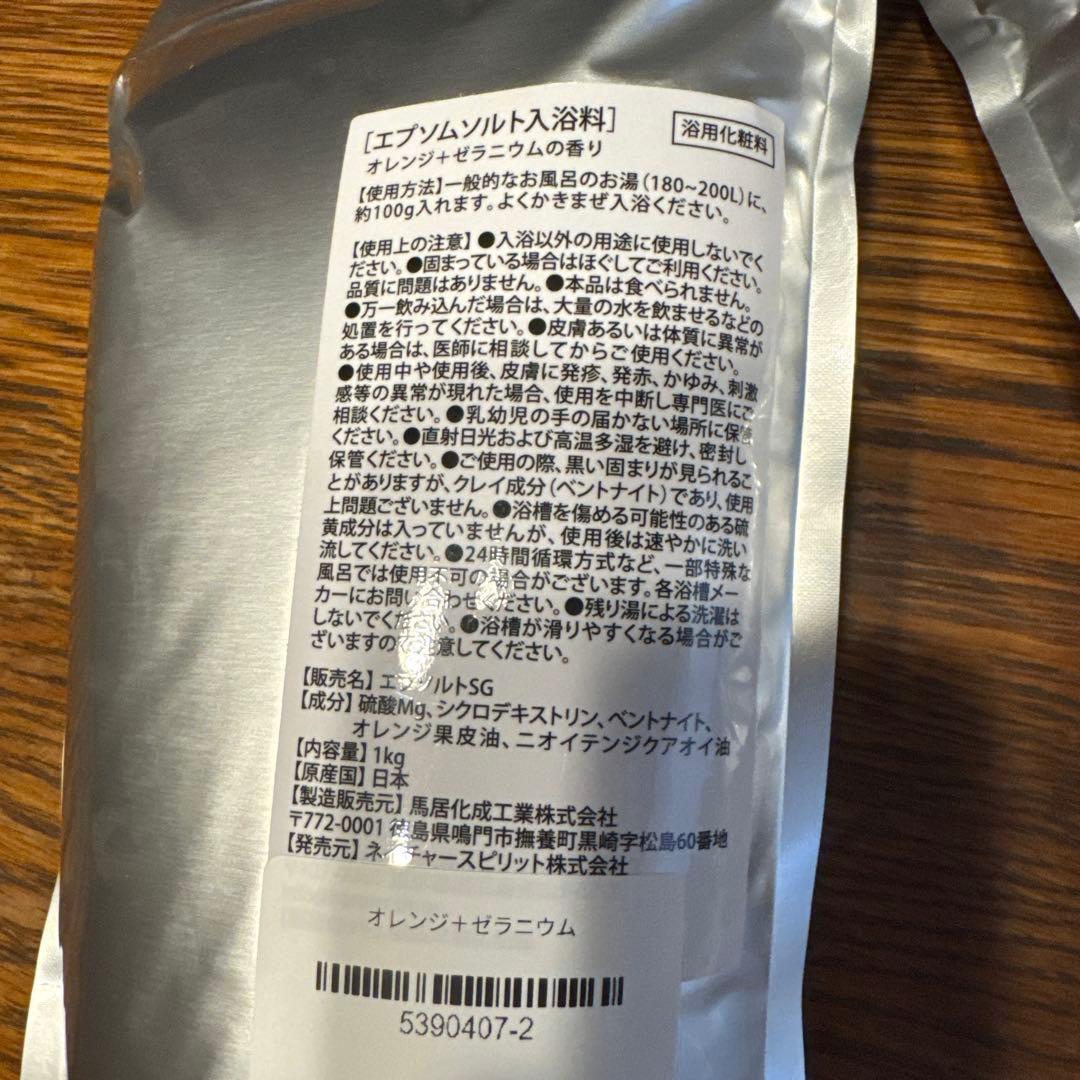 [エプソムソルト入浴料]
浴用化粧料
オレンジ+ゼラニウムの香り
【使用方法】一般的なお風呂のお湯(180~200L)に、
約100g入れます。よくかきまぜ入浴ください。
【使用上の注意】●入浴以外の用途に使用しないでく
ださい。●固まっている場合はほぐしてご利用ください。
品質に問題はありません。●本品は食べられません。
●万一飲み込んだ場合は、大量の水を飲ませるなどの
処置を行ってください。●皮膚あるいは体質に異常が
ある場合は、医師に相談してからご使用ください。
●使用中や使用後、皮膚に発疹、発赤、かゆみ、刺激
感等の異常が現れた場合、使用を中断し専門医にご
相談ください。●乳幼児の手の届かない場所に保管
ください。●直射日光および高温多湿を避け、密封し
保管ください。●ご使用の際、黒い固まりが見られるこ
とがありますが、クレイ成分(ベントナイト)であり、使用
上問題ございません。●浴槽を傷める可能性のある硫
黄成分は入っていませんが、使用後は速やかに洗い
流してください。●24時間循環方式など、一部特殊な
風呂では使用不可の場合がございます。各浴槽メー
カーにお問い合わせください。●残り湯による洗濯は
しないでください。●浴槽が滑りやすくなる場合がご
ざいますので注意してください。
【販売名】エプソルトSG
【成分】硫酸Mg、シクロデキストリン、ベントナイト、
オレンジ果皮油、ニオイテンジクアオイ油
【内容量】1kg
【原産国】日本
【製造販売元】馬居化成工業株式会社
〒772-0001 徳島県鳴門市撫養町黒崎字松島60番地
【発売元】ネイチャースピリット株式会社
オレンジ+ゼラニウム
5390407-2